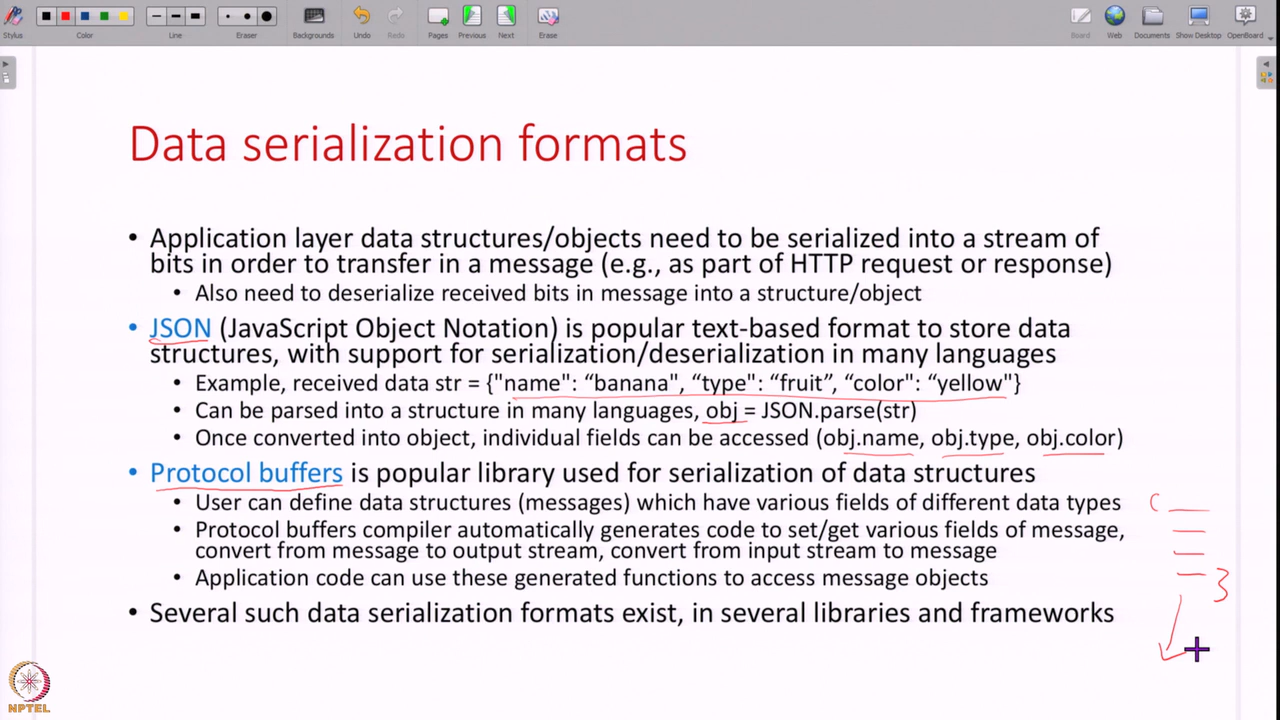 Stylus
Color
Line
Eraser
Backgrounds
Undo
Redo
Pages
Previous
Next
Erase
Board
Web
Documents
Show Desktop
OpenBoard
Data serialization formats
• Application layer data structures/objects need to be serialized into a stream of
bits in order to transfer in a message (e.g., as part of HTTP request or response)
• Also need to deserialize received bits in message into a structure/object
• JSON (JavaScript Object Notation) is popular text-based format to store data
structures, with support for serialization/deserialization in many languages
• Example, received data str = {"name": “banana", “type": “fruit”, “color": “yellow"}
• Can be parsed into a structure in many languages, obj = JSON.parse(str)
• Once converted into object, individual fields can be accessed (obj.name, obj.type, obj.color)
• Protocol buffers is popular library used for serialization of data structures
• User can define data structures (messages) which have various fields of different data types
• Protocol buffers compiler automatically generates code to set/get various fields of message,
convert from message to output stream, convert from input stream to message
• Application code can use these generated functions to access message objects
• Several such data serialization formats exist, in several libraries and frameworks
NPTEL